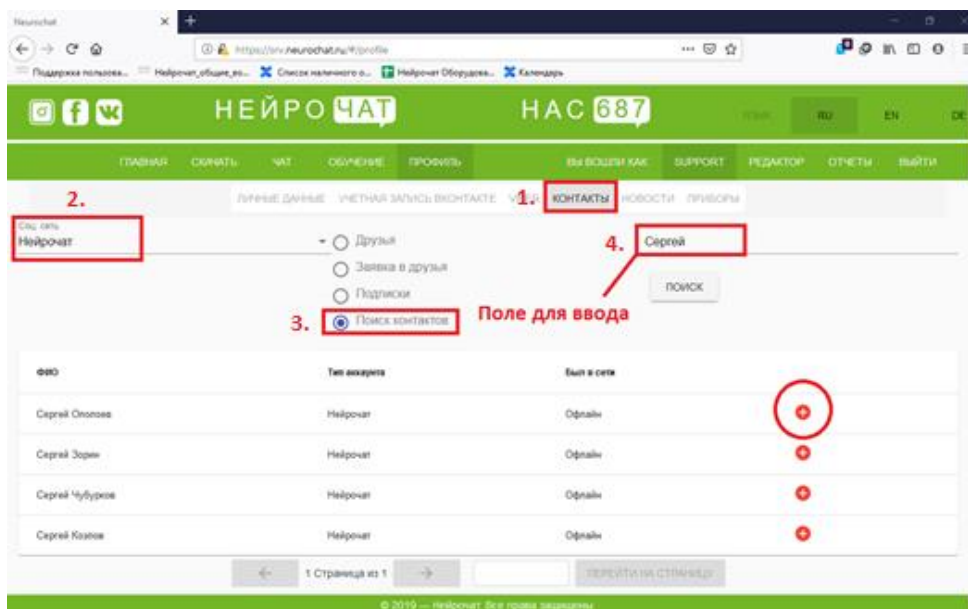 Neurochat
https://srv.neurochat.ru/#/profile
Поддержка пользова... Нейрочат_общие_во... Список наличного о... Нейрочат Оборудова... Календарь
НЕЙРО ЧАТ НАС 687 RU EN DE
ГЛАВНАЯ СКАЧАТЬ ЧАТ ОБУЧЕНИЕ ПРОФИЛЬ ВЫ ВОШЛИ КАК SUPPORT РЕДАКТОР ОТЧЕТЫ ВЫЙТИ
ЛИЧНЫЕ ДАННЫЕ УЧЕТНАЯ ЗАПИСЬ ВКОНТАКТЕ 1. КОНТАКТЫ НОВОСТИ ПРИБОРЫ
2.
Соц. сеть
Нейрочат
Друзья
4. Сергей
Заявка в друзья
Подписки
ПОИСК
Поле для ввода
3. Поиск контактов
ФИО Тип аккаунта Был в сети
Сергей Нейрочат Офлайн
Сергей Зорин Нейрочат Офлайн
Сергей Чубурков Нейрочат Офлайн
Сергей Козлов Нейрочат Офлайн
1 Страница из 1 ПЕРЕЙТИ НА СТРАНИЦУ
© 2019 — Нейрочат Все права защищены